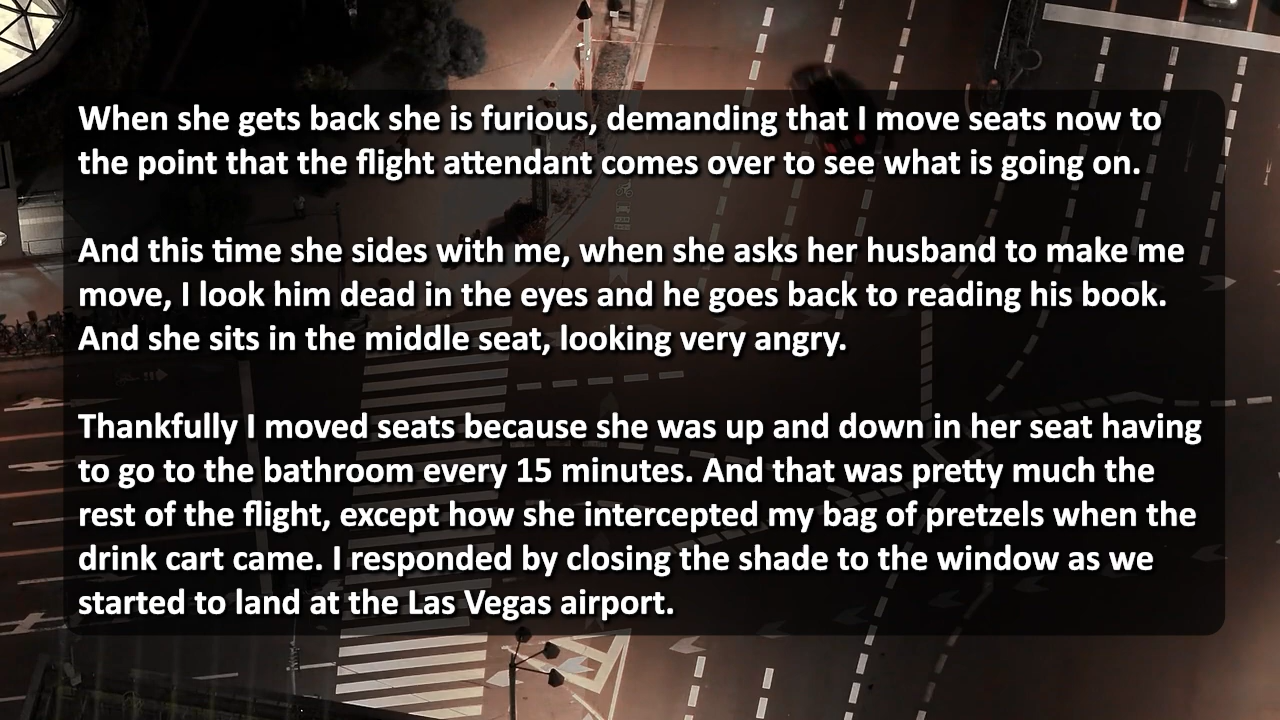 When she gets back she is furious, demanding that I move seats now to
the point that the flight attendant comes over to see what is going on.
And this time she sides with me, when she asks her husband to make me
move, I look him dead in the eyes and he goes back to reading his book.
And she sits in the middle seat, looking very angry.
Thankfully I moved seats because she was up and down in her seat having
to go to the bathroom every 15 minutes. And that was pretty much the
rest of the flight, except how she intercepted my bag of pretzels when the
drink cart came. I responded by closing the shade to the window as we
started to land at the Las Vegas airport.